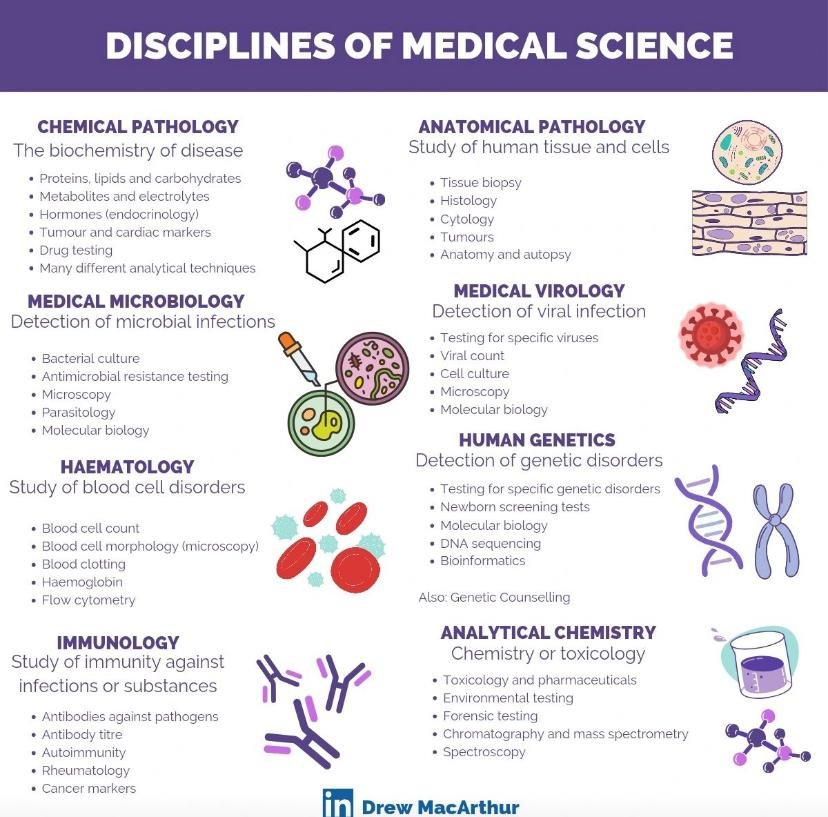 DISCIPLINES OF MEDICAL SCIENCE
CHEMICAL PATHOLOGY
The biochemistry of disease
• Proteins, lipids and carbohydrates
• Metabolites and electrolytes
• Hormones (endocrinology)
• Tumour and cardiac markers
• Drug testing
• Many different analytical techniques
MEDICAL MICROBIOLOGY
Detection of microbial infections
• Bacterial culture
• Antimicrobial resistance testing
• Microscopy
• Parasitology
• Molecular biology
HAEMATOLOGY
Study of blood cell disorders
• Blood cell count
• Blood cell morphology (microscopy)
• Blood clotting
• Haemoglobin
• Flow cytometry
IMMUNOLOGY
Study of immunity against
infections or substances
• Antibodies against pathogens
• Antibody titre
• Autoimmunity
• Rheumatology
• Cancer markers
ANATOMICAL PATHOLOGY
Study of human tissue and cells
• Tissue biopsy
• Histology
• Cytology
• Tumours
• Anatomy and autopsy
MEDICAL VIROLOGY
Detection of viral infection
• Testing for specific viruses
• Viral count
• Cell culture
• Microscopy
• Molecular biology
HUMAN GENETICS
Detection of genetic disorders
• Testing for specific genetic disorders
• Newborn screening tests
• Molecular biology
• DNA sequencing
• Bioinformatics
Also: Genetic Counselling
ANALYTICAL CHEMISTRY
Chemistry or toxicology
• Toxicology and pharmaceuticals
• Environmental testing
• Forensic testing
• Chromatography and mass spectrometry
• Spectroscopy
in Drew MacArthur